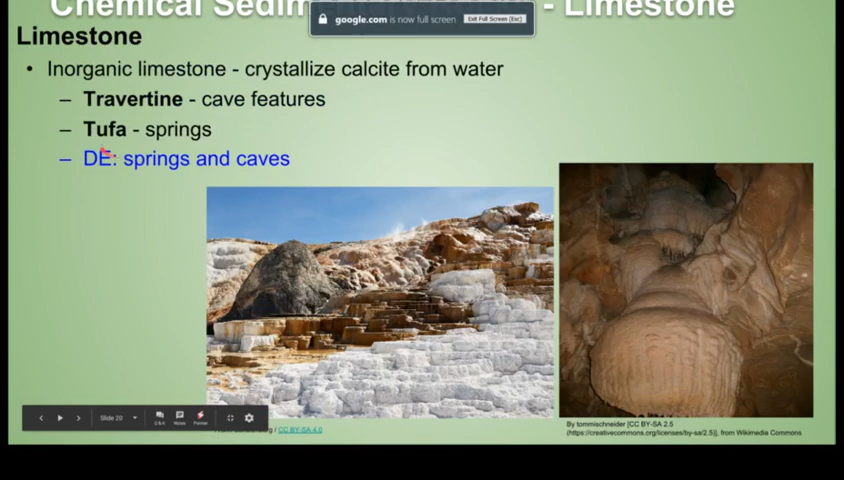 Chemical - Limestone
google.com is now full screen Exit Full Screen (Esc)
Limestone
• Inorganic limestone - crystallize calcite from water
– Travertine - cave features
– Tufa - springs
– DE: springs and caves
Slide 20
Q & A Notes Pointer
/ CC BY-SA 4.0
By tommischneider [CC BY-SA 2.5
(https://creativecommons.org/licenses/by-sa/2.5)], from Wikimedia Commons